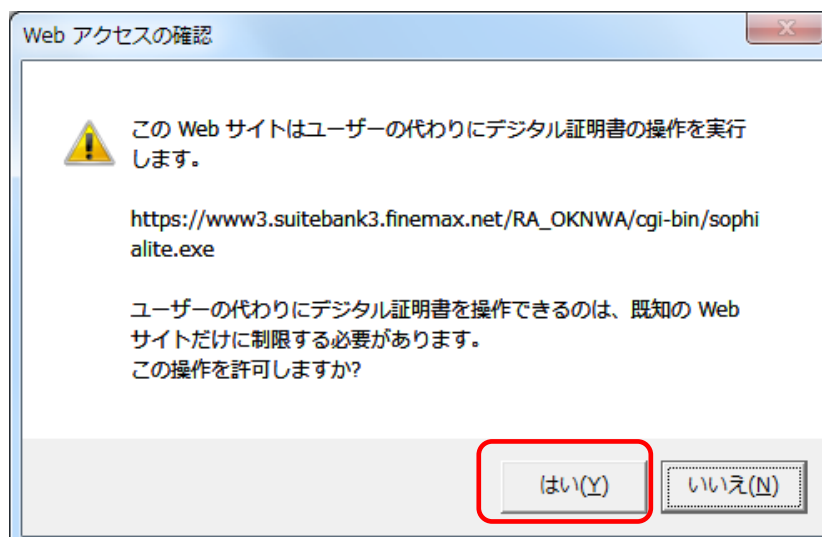 Web アクセスの確認
この Web サイトはユーザーの代わりにデジタル証明書の操作を実行
します。
https://www3.suitebank3.finemax.net/RA_OKNWA/cgi-bin/sophi
alite.exe
ユーザーの代わりにデジタル証明書を操作できるのは、既知の Web
サイトだけに制限する必要があります。
この操作を許可しますか?
はい(Y) いいえ(N)